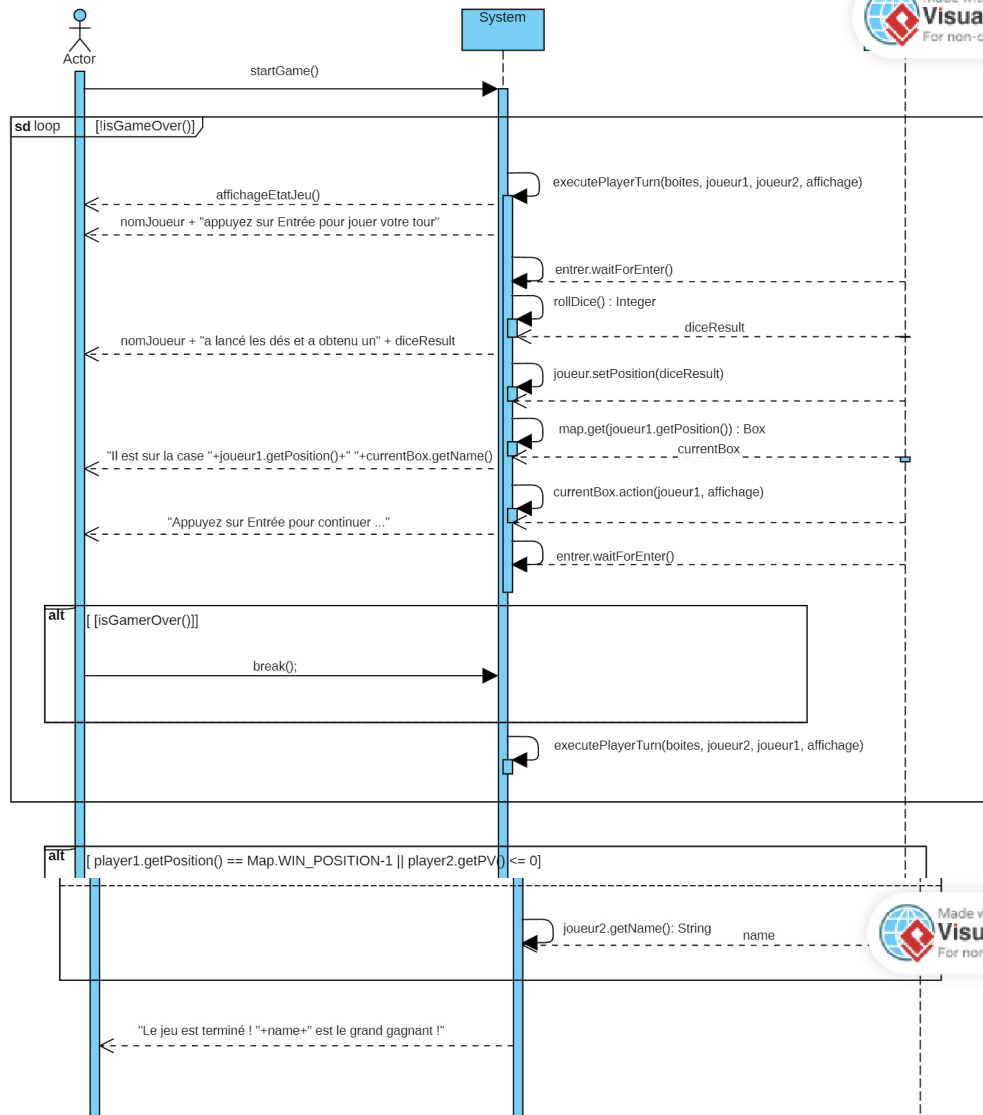 System
Visua
For non-c
Actor
startGame()
sd loop [!isGameOver()]
executePlayerTurn(boites, joueur1, joueur2, affichage)
affichageEtatJeu()
nomJoueur + "appuyez sur Entrée pour jouer votre tour"
entrer.waitForEnter()
rollDice() : Integer
diceResult
nomJoueur + "a lancé les dés et a obtenu un" + diceResult
joueur.setPosition(diceResult)
map.get(joueur1.getPosition()) : Box
currentBox
"Il est sur la case "+joueur1.getPosition()+" "+currentBox.getName()
currentBox.action(joueur1, affichage)
"Appuyez sur Entrée pour continuer ..."
entrer.waitForEnter()
alt [ [isGamerOver()]]
break();
executePlayerTurn(boites, joueur2, joueur1, affichage)
alt [ player1.getPosition() == Map.WIN_POSITION-1 || player2.getPV() <= 0]
Made w
joueur2.getName(): String
name
Visu
For nor
"Le jeu est terminé ! "+name+" est le grand gagnant !"